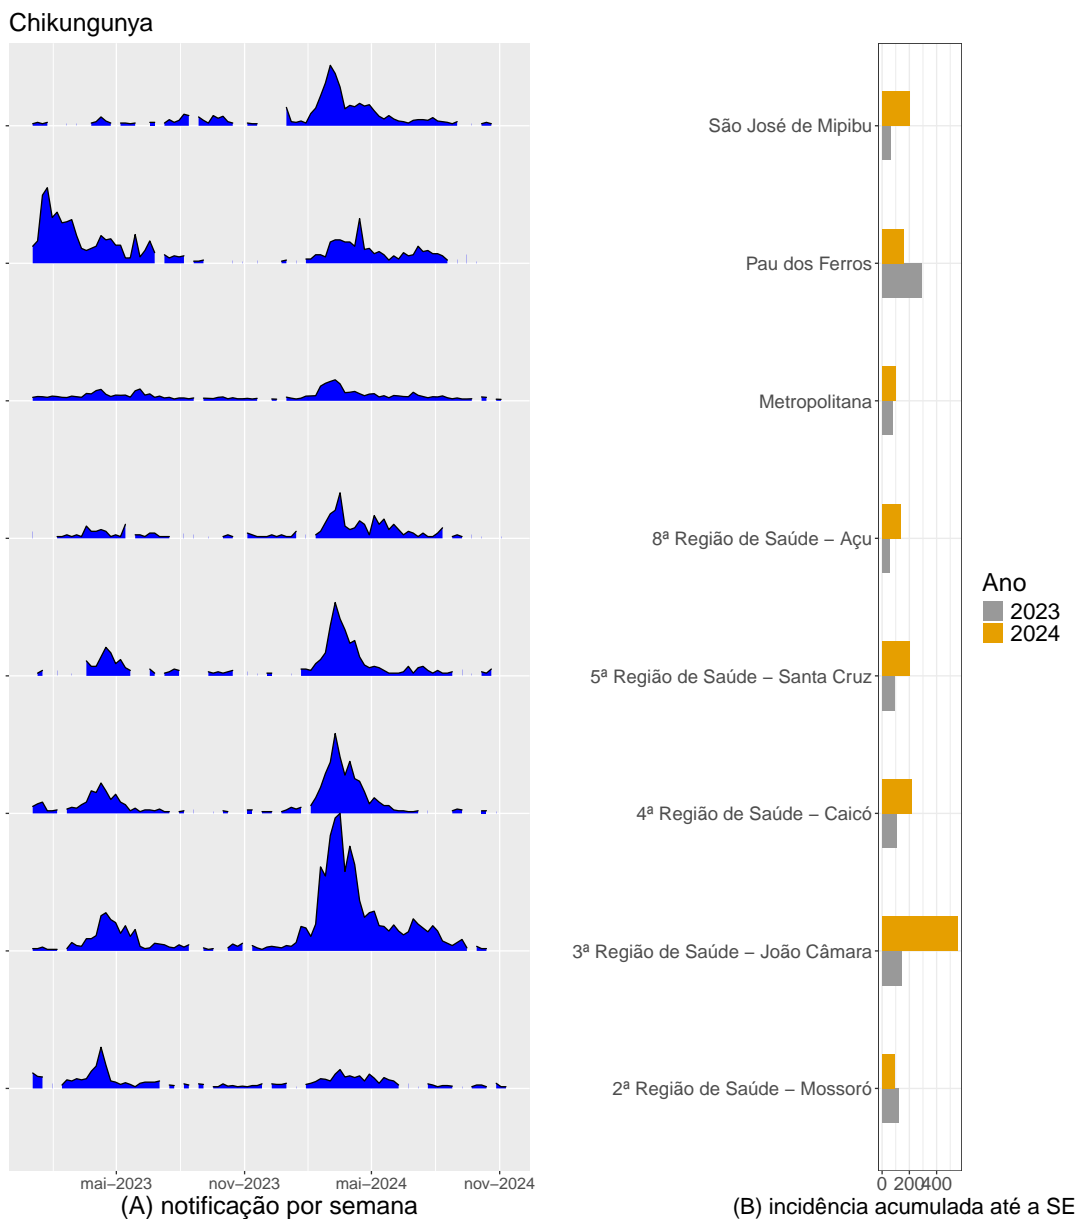 Chikungunya
São José de Mipibu
Pau dos Ferros
Metropolitana
8ª Região de Saúde − Açu
5ª Região de Saúde − Santa Cruz
4ª Região de Saúde − Caicó
3ª Região de Saúde − João Câmara
2ª Região de Saúde − Mossoró
Ano
2023
2024
mai−2023 nov−2023 mai−2024 nov−2024
0 200 400
(A) notificação por semana
(B) incidência acumulada até a SE